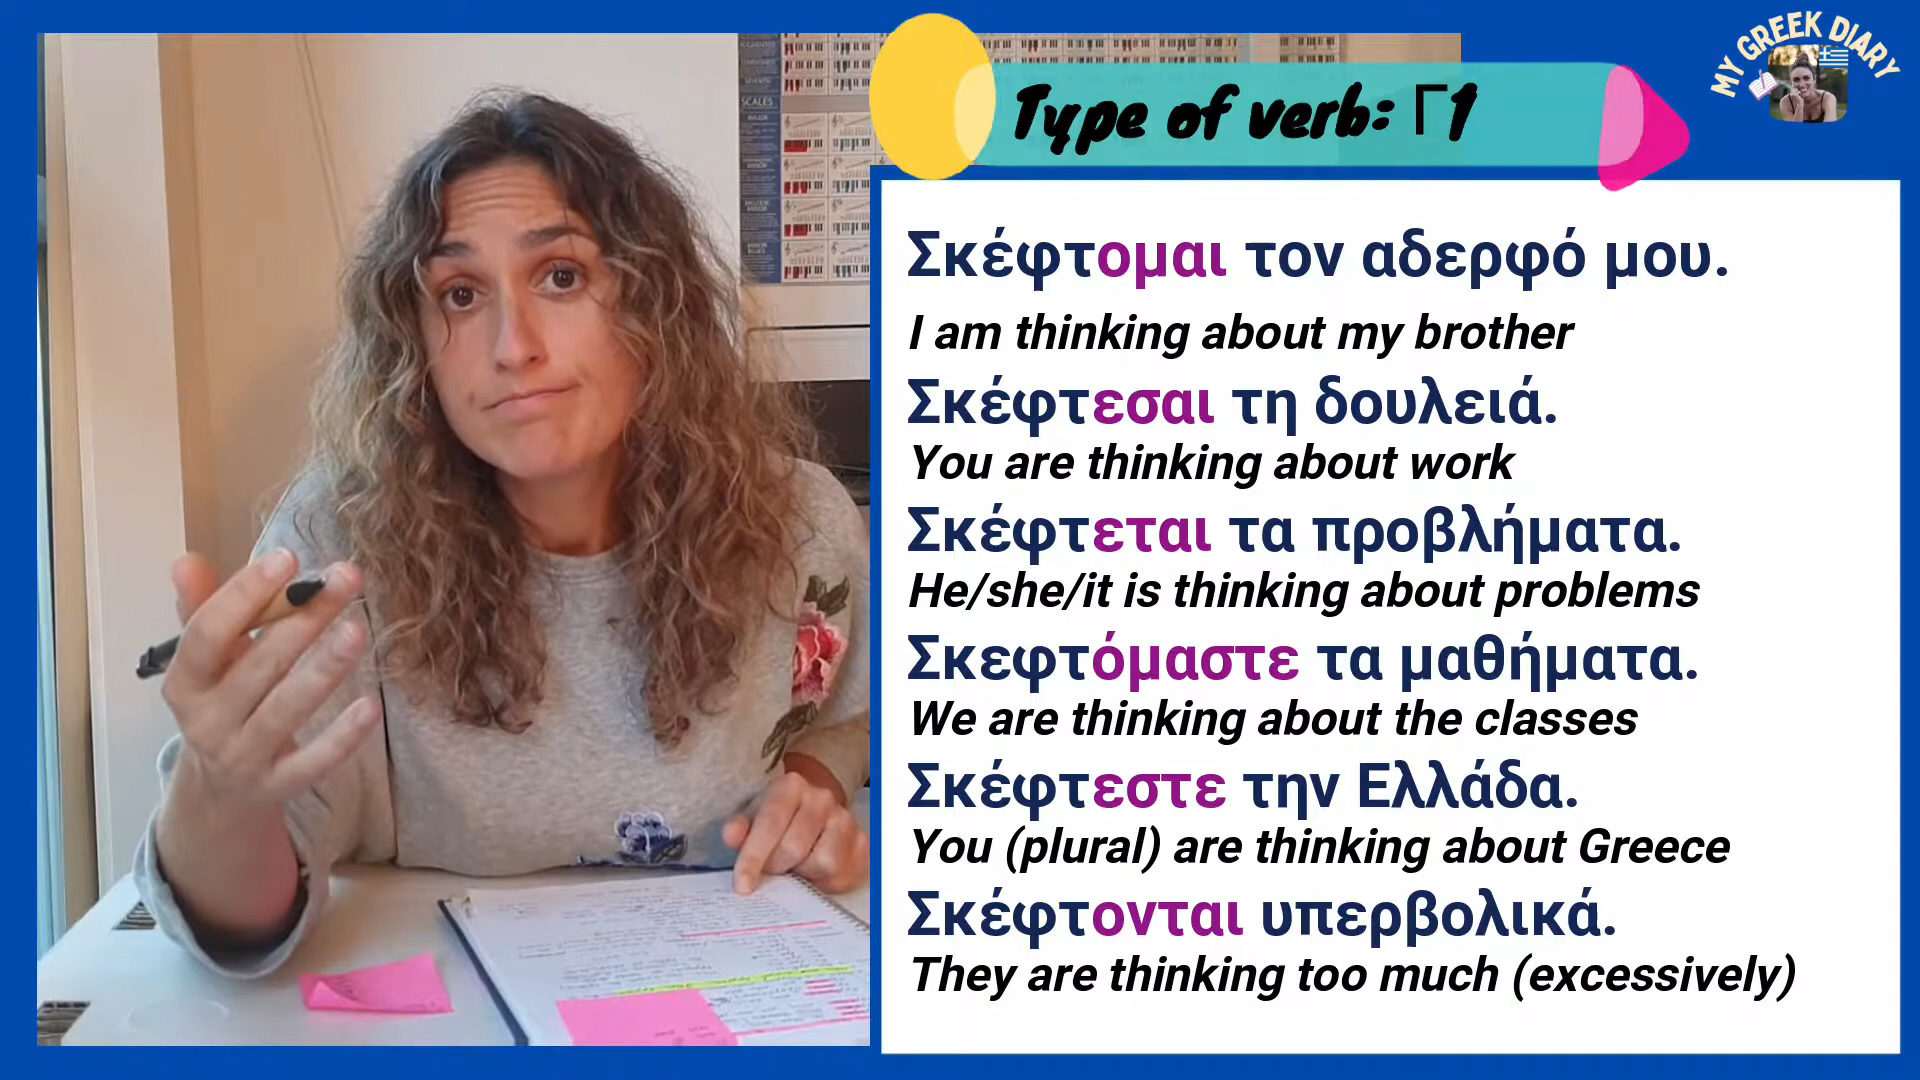 MY GREEK DIARY
Type of verb: Γ1
Σκέφτομαι τον αδερφό μου.
I am thinking about my brother
Σκέφτεσαι τη δουλειά.
You are thinking about work
Σκέφτεται τα προβλήματα.
He/she/it is thinking about problems
Σκεφτόμαστε τα μαθήματα.
We are thinking about the classes
Σκέφτεστε την Ελλάδα.
You (plural) are thinking about Greece
Σκέφτονται υπερβολικά.
They are thinking too much (excessively)
SCALES